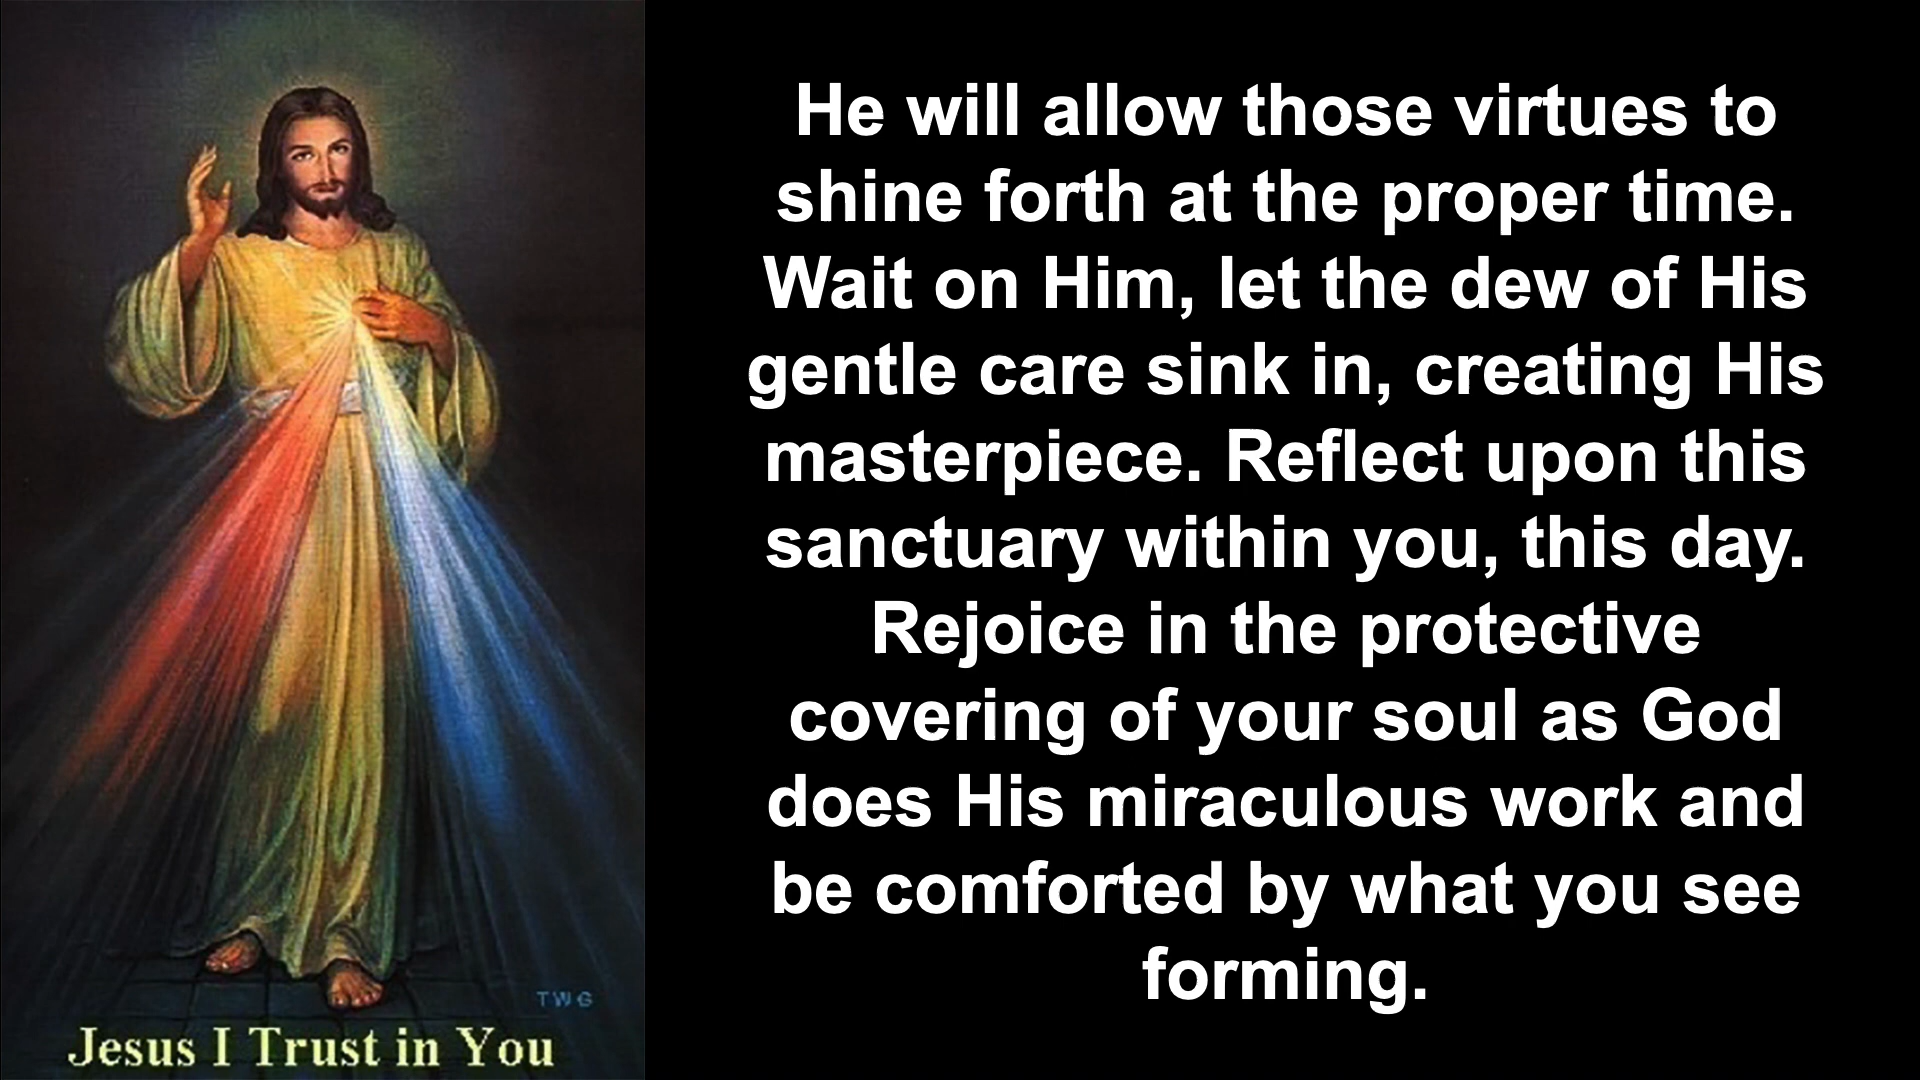 He will allow those virtues to
shine forth at the proper time.
Wait on Him, let the dew of His
gentle care sink in, creating His
masterpiece. Reflect upon this
sanctuary within you, this day.
Rejoice in the protective
covering of your soul as God
does His miraculous work and
be comforted by what you see
forming.
TWG
Jesus I Trust in You